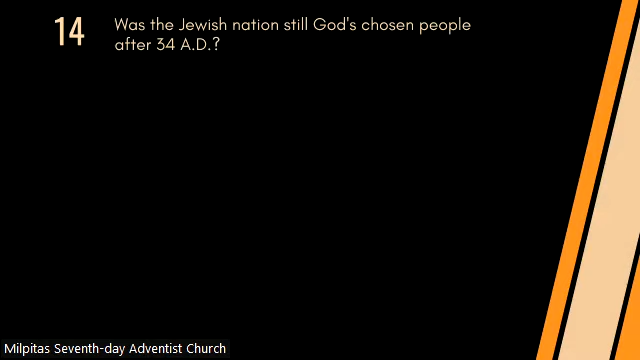 14
Was the Jewish nation still God's chosen people
after 34 A.D.?
Milpitas Seventh-day Adventist Church